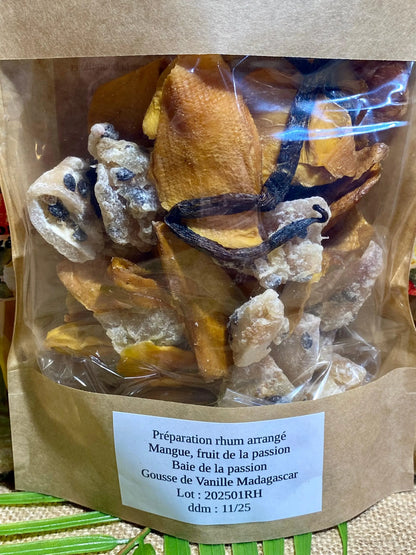 Préparation rhum arrangé
Mangue, fruit de la passion
Baie de la passion
Gousse de Vanille Madagascar
Lot : 202501RH
ddm : 11/25